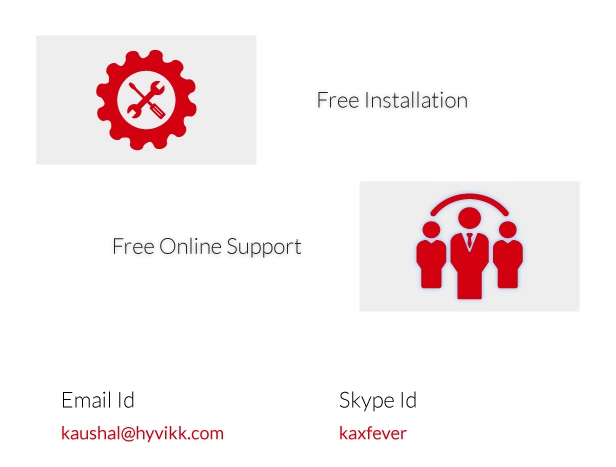 Free Installation
Free Online Support
Email Id
kaushal@hyvikk.com
Skype Id
kaxfever